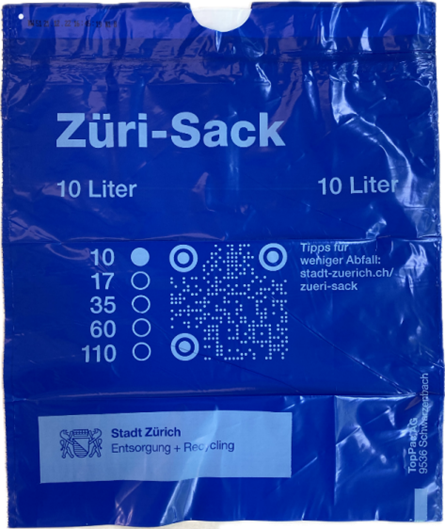 Züri-Sack
10 Liter
10 Liter
10
17
35
60
110
Tipps für
weniger Abfall:
stadt-zuerich.ch/
zueri-sack
Stadt Zürich
Entsorgung + Recycling
TopPac AG
9536 Schwarzenbach